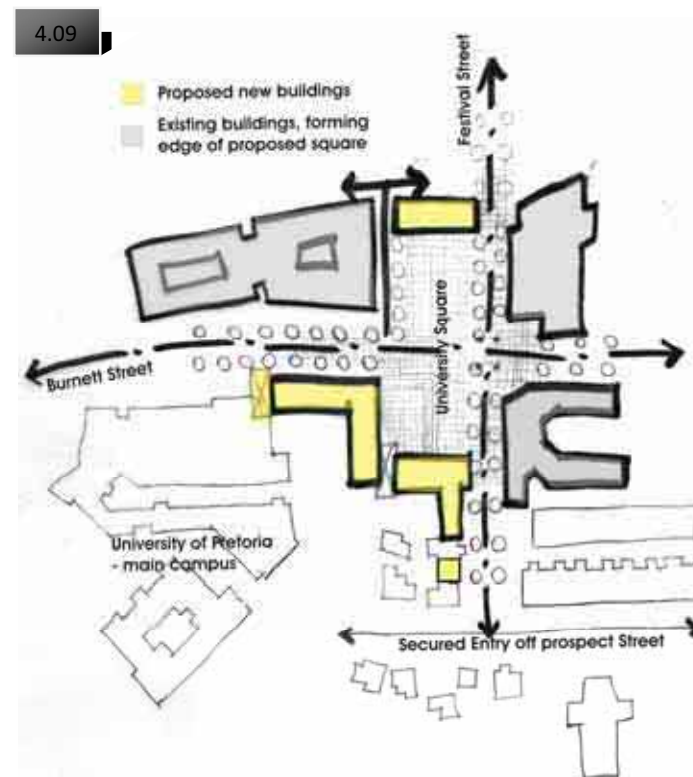 4.09
Proposed new buildings
Existing buildings, forming
edge of proposed square
Festival Street
University Square
Burnett Street
University of Pretoria
- main campus
Secured Entry off prospect Street